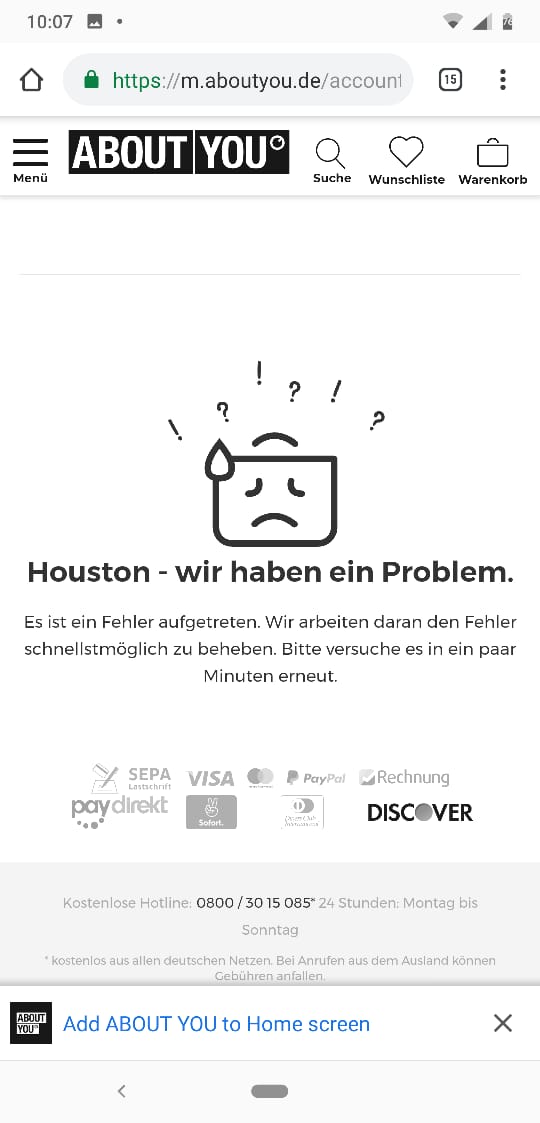 10:07
76
https://m.aboutyou.de/account
15
ABOUT YOU
Menü
Suche
Wunschliste
Warenkorb
! ? ! ? ! ?
Houston - wir haben ein Problem.
Es ist ein Fehler aufgetreten. Wir arbeiten daran den Fehler
schnellstmöglich zu beheben. Bitte versuche es in ein paar
Minuten erneut.
SEPA
Lastschrift
VISA
PayPal
Rechnung
paydirekt
Sofort.
Diners Club
International
DISCOVER
Kostenlose Hotline: 0800 / 30 15 085* 24 Stunden: Montag bis
Sonntag
* kostenlos aus allen deutschen Netzen. Bei Anrufen aus dem Ausland können
Gebühren anfallen.
ABOUT
YOU
Add ABOUT YOU to Home screen